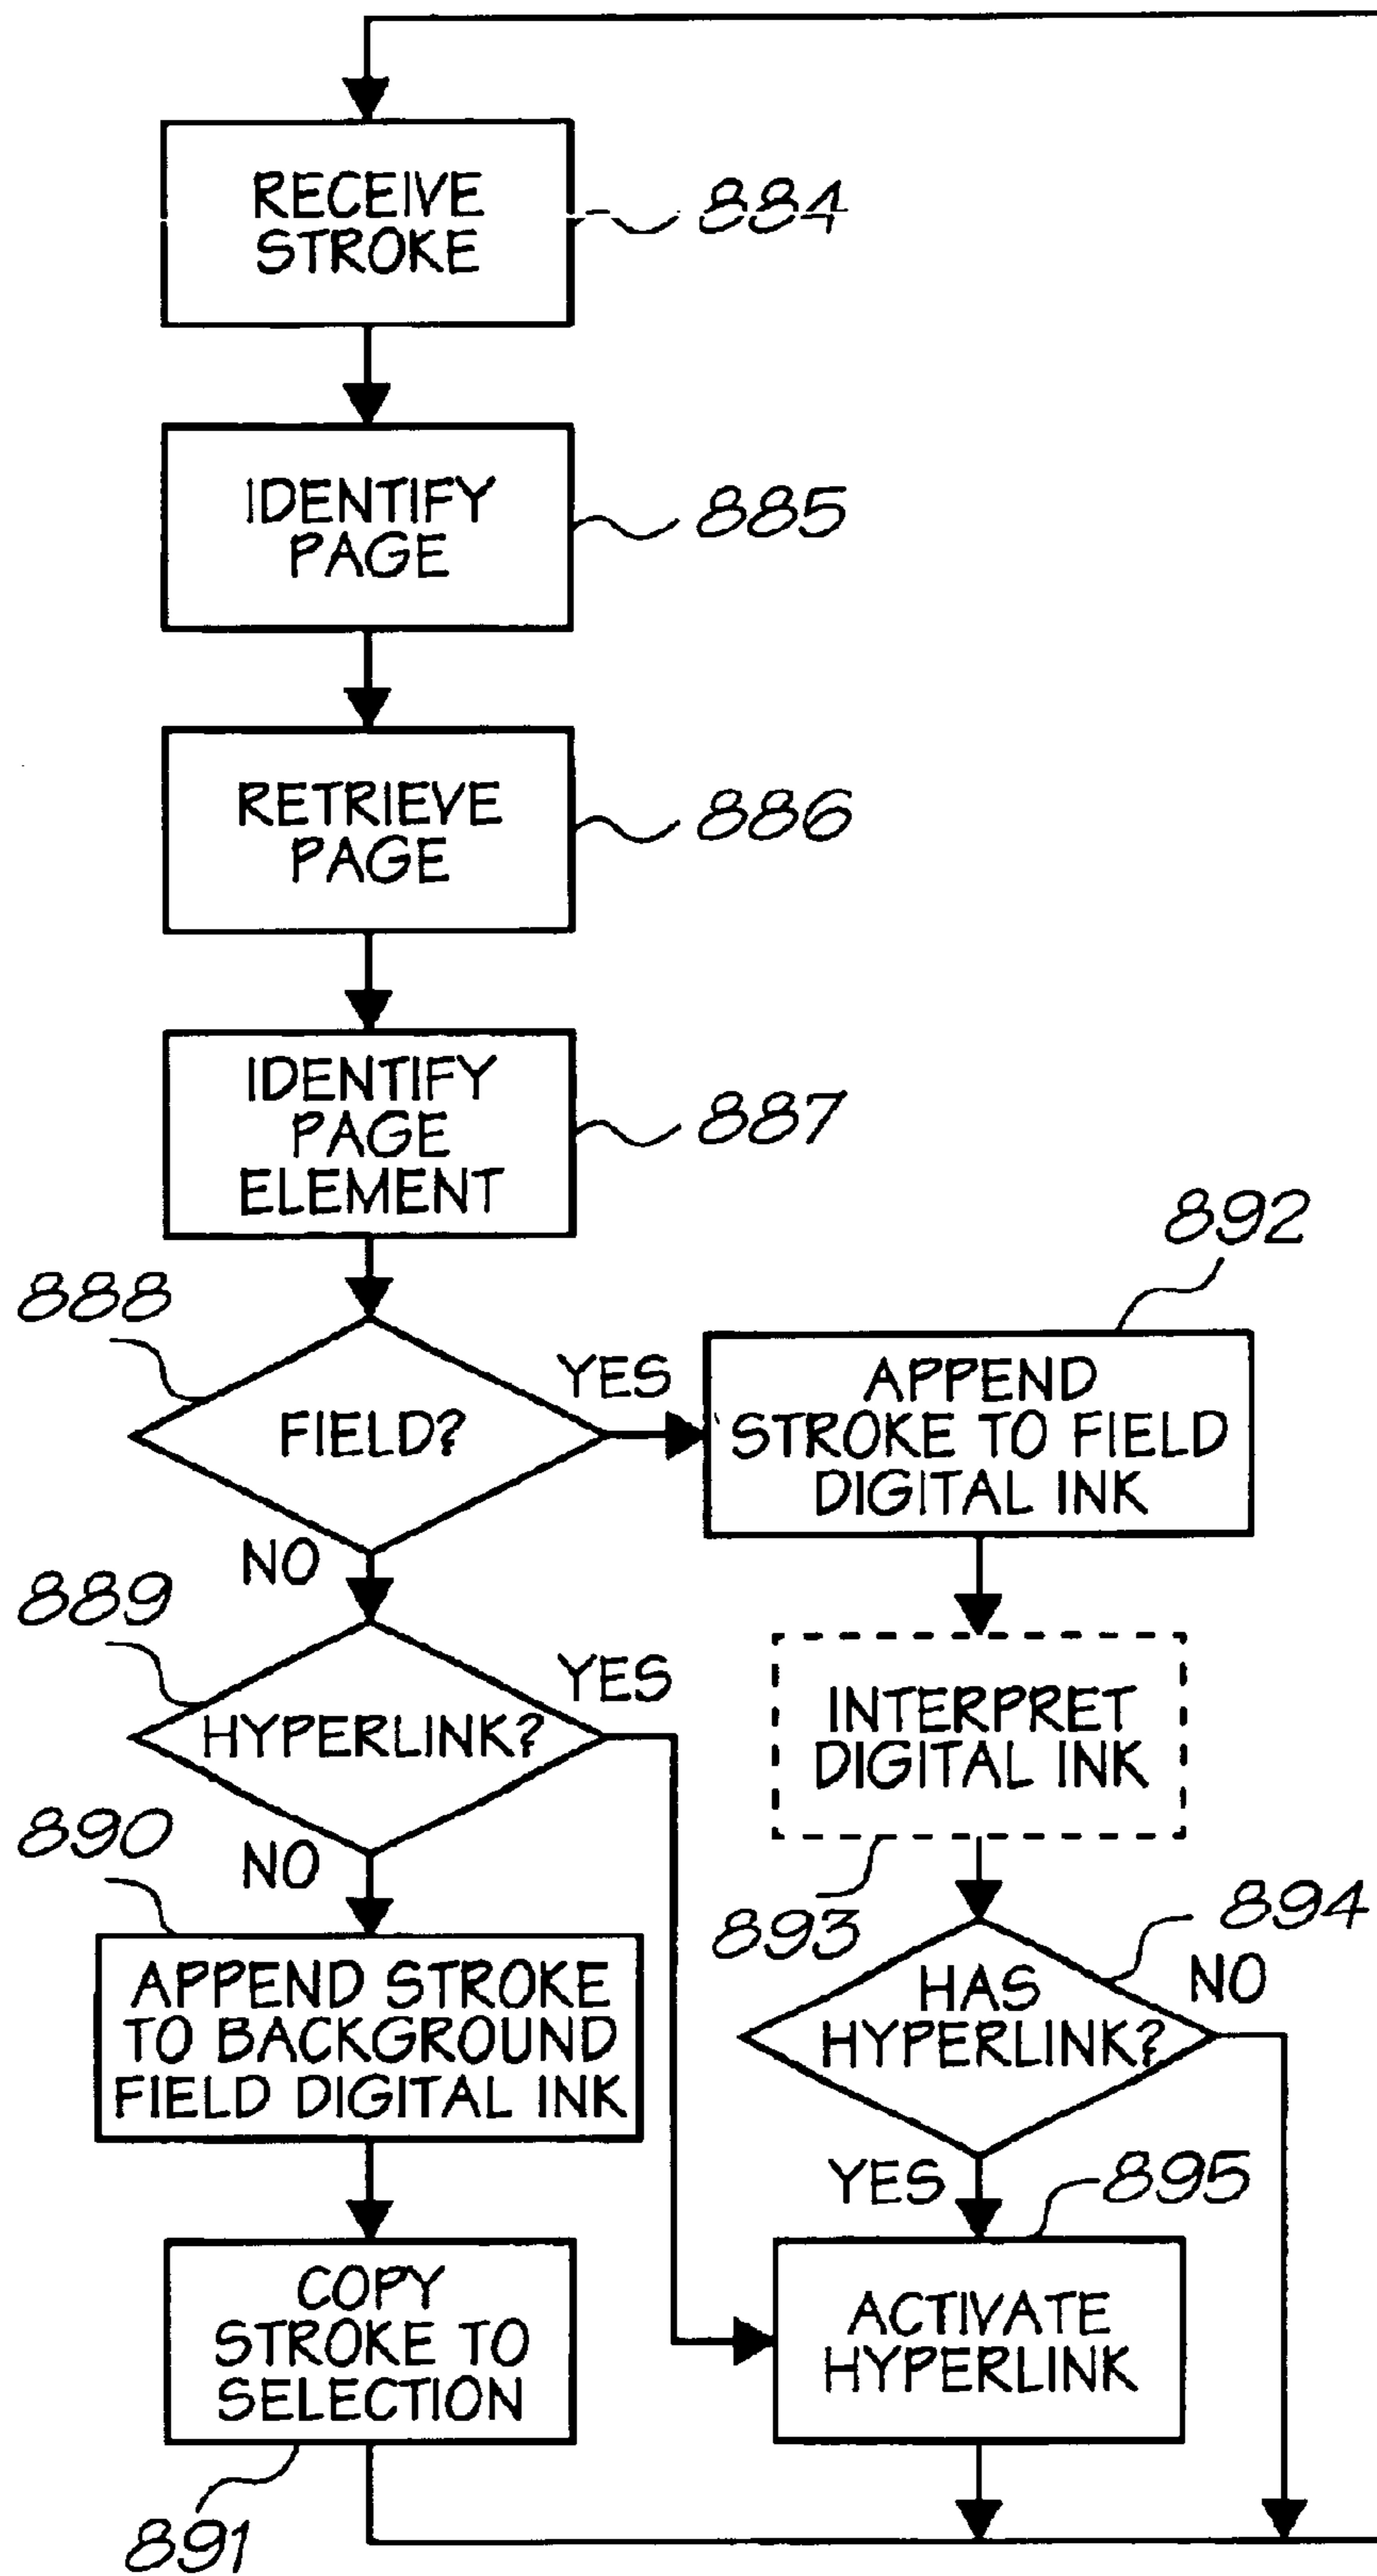 RECEIVE
STROKE
884
IDENTIFY
PAGE
885
RETRIEVE
PAGE
886
IDENTIFY
PAGE
ELEMENT
887
888
FIELD?
YES
NO
892
APPEND
STROKE TO FIELD
DIGITAL INK
889
HYPERLINK?
YES
NO
INTERPRET
DIGITAL INK
893
890
APPEND STROKE
TO BACKGROUND
FIELD DIGITAL INK
894
HAS
HYPERLINK?
NO
YES
895
COPY
STROKE TO
SELECTION
891
ACTIVATE
HYPERLINK